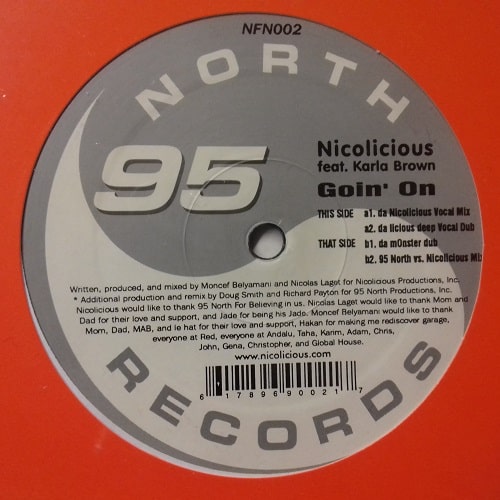 NFN002
NORTH
95
Nicolicious
feat. Karla Brown
Goin' On
THIS SIDE a1. da Nicolicious Vocal Mix
a2. da licious deep Vocal Dub
THAT SIDE b1. da m0nster dub
b2. 95 North vs. Nicolicious Mix
Written, produced, and mixed by Moncef Belyamani and Nicolas Laget for Nicolicious Productions, Inc.
* Additional production and remix by Doug Smith and Richard Payton for 95 North Productions, Inc.
Nicolicious would like to thank 95 North For Believing in us. Nicolas Laget would like to thank Mom and
Dad for their love and support, and Jade for being his Jade. Moncef Belyamani would like to thank
Mom, Dad, MAB, and le hat for their love and support, Hakan for making me rediscover garage,
everyone at Red, everyone at Andalu, Taha, Karim, Adam, Chris,
John, Gena, Christopher, and Global House.
www.nicolicious.com
6 17896 90021 7
RECORDS